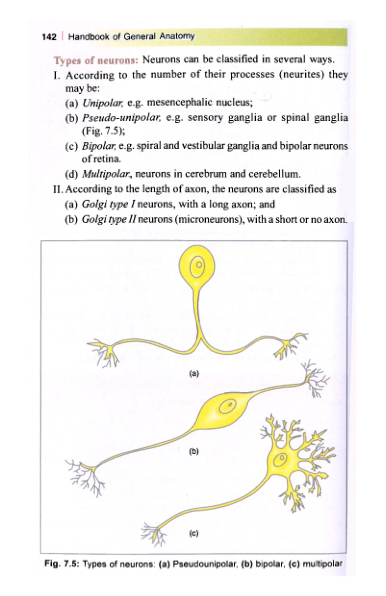 142 | Handbook of General Anatomy
Types of neurons: Neurons can be classified in several ways.
I. According to the number of their processes (neurites) they
may be:
(a) Unipolar, e.g. mesencephalic nucleus;
(b) Pseudo-unipolar, e.g. sensory ganglia or spinal ganglia
(Fig. 7.5);
(c) Bipolar, e.g. spiral and vestibular ganglia and bipolar neurons
of retina.
(d) Multipolar, neurons in cerebrum and cerebellum.
II. According to the length of axon, the neurons are classified as
(a) Golgi type I neurons, with a long axon; and
(b) Golgi type II neurons (microneurons), with a short or no axon.
(a)
(b)
(c)
Fig. 7.5: Types of neurons: (a) Pseudounipolar, (b) bipolar, (c) multipolar